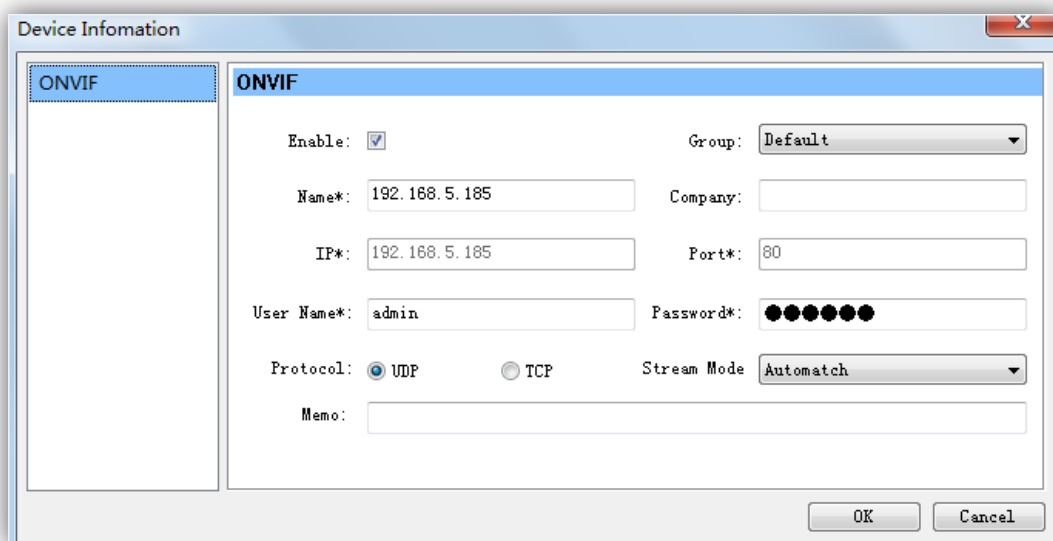 Device Infomation
ONVIF
ONVIF
Enable: Group: Default
Name*: 192.168.5.185 Company:
IP*: 192.168.5.185 Port*: 80
User Name*: admin Password*: ●●●●●●
Protocol: UDP TCP Stream Mode Automatch
Memo:
OK Cancel